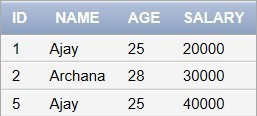 ID NAME AGE SALARY
1 Ajay 25 20000
2 Archana 28 30000
5 Ajay 25 40000